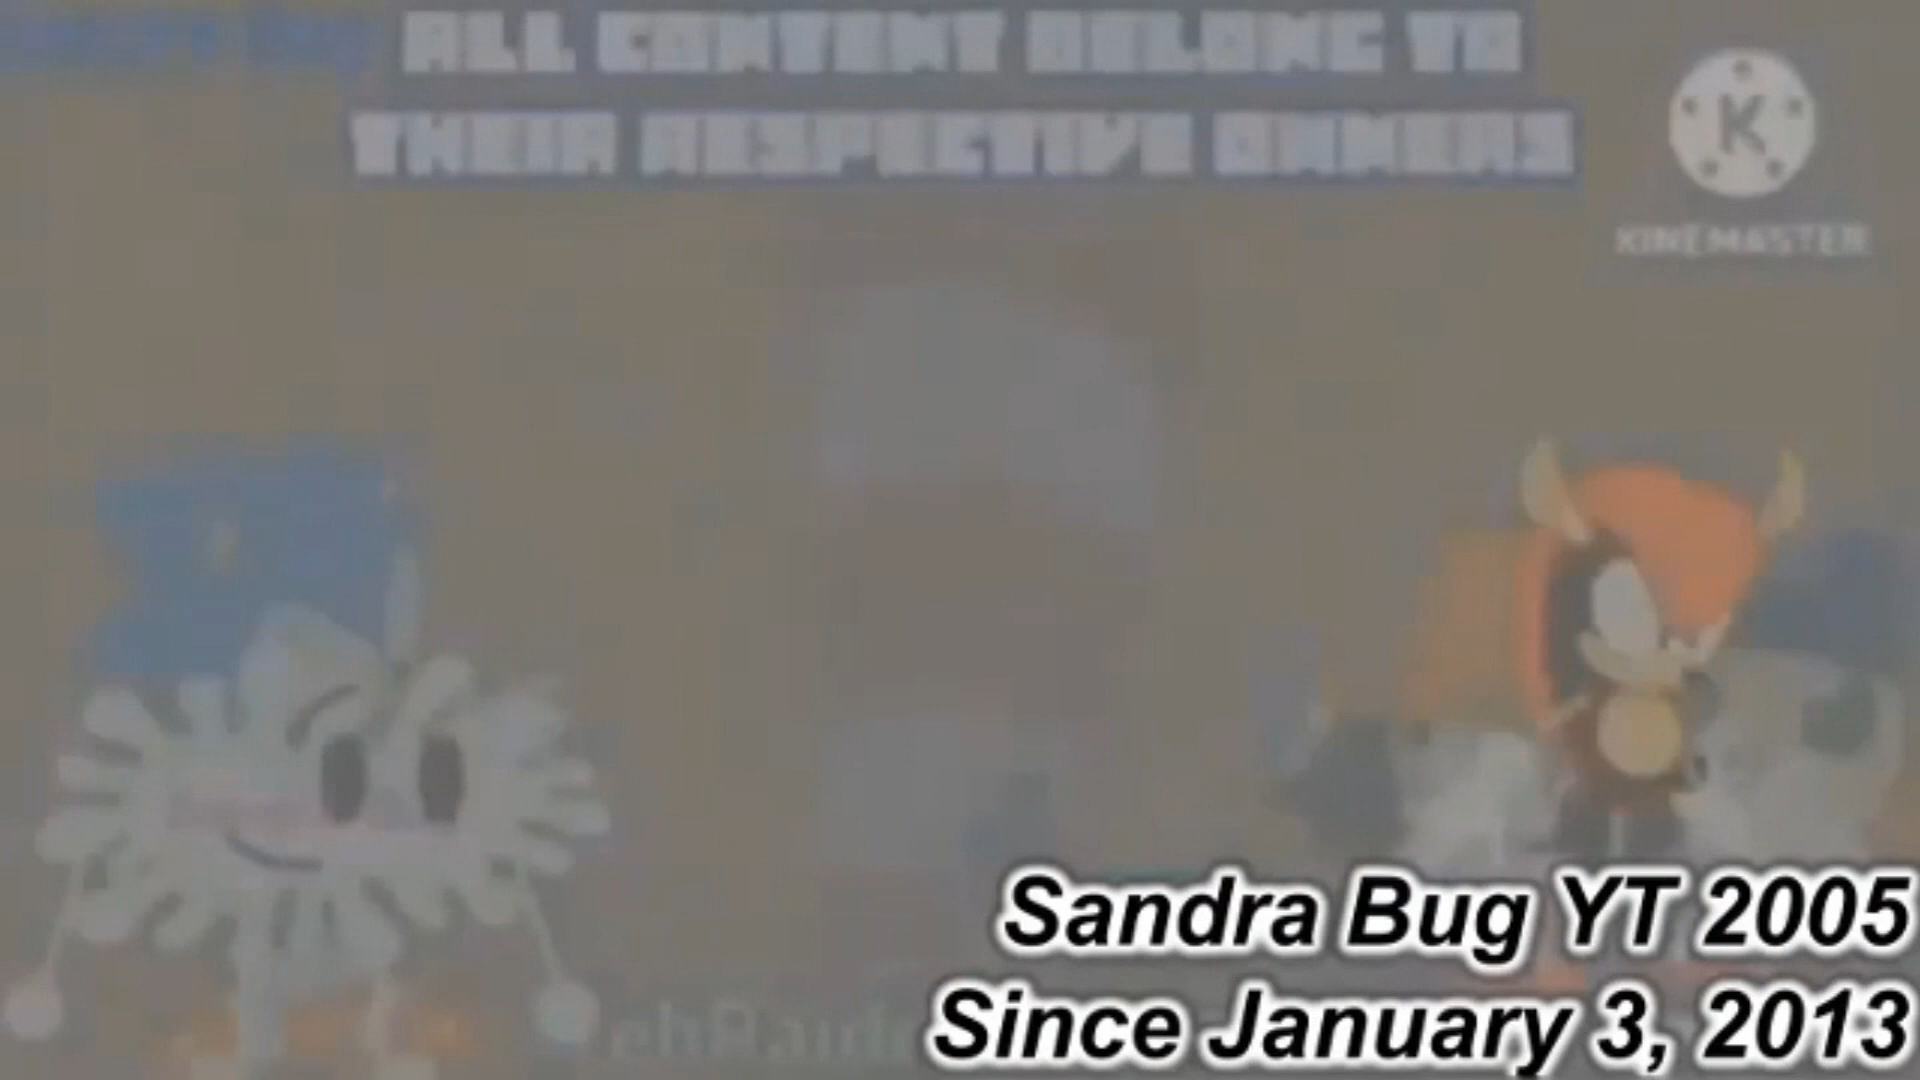 ALL CONTENT BELONG TO
THEIR RESPECTIVE OWNERS
K
KINEMASTER
Sandra Bug YT 2005
Since January 3, 2013